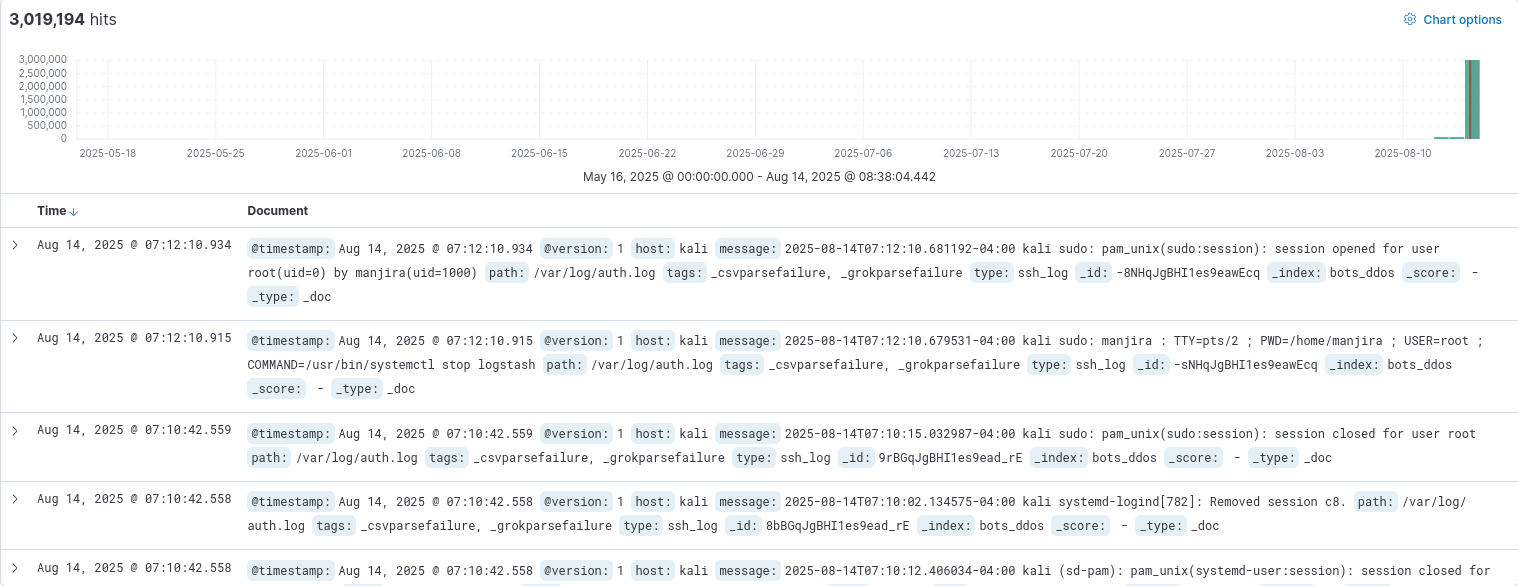 3,019,194 hits
Chart options
3,000,000
2,500,000
2,000,000
1,500,000
1,000,000
500,000
0
2025-05-18 2025-05-25 2025-06-01 2025-06-08 2025-06-15 2025-06-22 2025-06-29 2025-07-06 2025-07-13 2025-07-20 2025-07-27 2025-08-03 2025-08-10
May 16, 2025 @ 00:00:00.000 - Aug 14, 2025 @ 08:38:04.442
Time Document
Aug 14, 2025 @ 07:12:10.934 @timestamp: Aug 14, 2025 @ 07:12:10.934 @version: 1 host: kali message: 2025-08-14T07:12:10.681192-04:00 kali sudo: pam_unix(sudo:session): session opened for user
root(uid=0) by manjira(uid=1000) path: /var/log/auth.log tags: _csvparsefailure, _grokparsefailure type: ssh_log _id: -8NHqJgBHI1es9eawEcq _index: bots_ddos _score: -
_type: _doc
Aug 14, 2025 @ 07:12:10.915 @timestamp: Aug 14, 2025 @ 07:12:10.915 @version: 1 host: kali message: 2025-08-14T07:12:10.679531-04:00 kali sudo: manjira : TTY=pts/2 ; PWD=/home/manjira ; USER=root ;
COMMAND=/usr/bin/systemctl stop logstash path: /var/log/auth.log tags: _csvparsefailure, _grokparsefailure type: ssh_log _id: -sNHqJgBHI1es9eawEcq _index: bots_ddos
_score: - _type: _doc
Aug 14, 2025 @ 07:10:42.559 @timestamp: Aug 14, 2025 @ 07:10:42.559 @version: 1 host: kali message: 2025-08-14T07:10:15.032987-04:00 kali sudo: pam_unix(sudo:session): session closed for user root
path: /var/log/auth.log tags: _csvparsefailure, _grokparsefailure type: ssh_log _id: 9rBGqJgBHI1es9ead_rE _index: bots_ddos _score: - _type: _doc
Aug 14, 2025 @ 07:10:42.558 @timestamp: Aug 14, 2025 @ 07:10:42.558 @version: 1 host: kali message: 2025-08-14T07:10:02.134575-04:00 kali systemd-logind[782]: Removed session c8. path: /var/log/
auth.log tags: _csvparsefailure, _grokparsefailure type: ssh_log _id: 8bBGqJgBHI1es9ead_rE _index: bots_ddos _score: - _type: _doc
Aug 14, 2025 @ 07:10:42.558 @timestamp: Aug 14, 2025 @ 07:10:42.558 @version: 1 host: kali message: 2025-08-14T07:10:12.406034-04:00 kali (sd-pam): pam_unix(systemd-user:session): session closed for